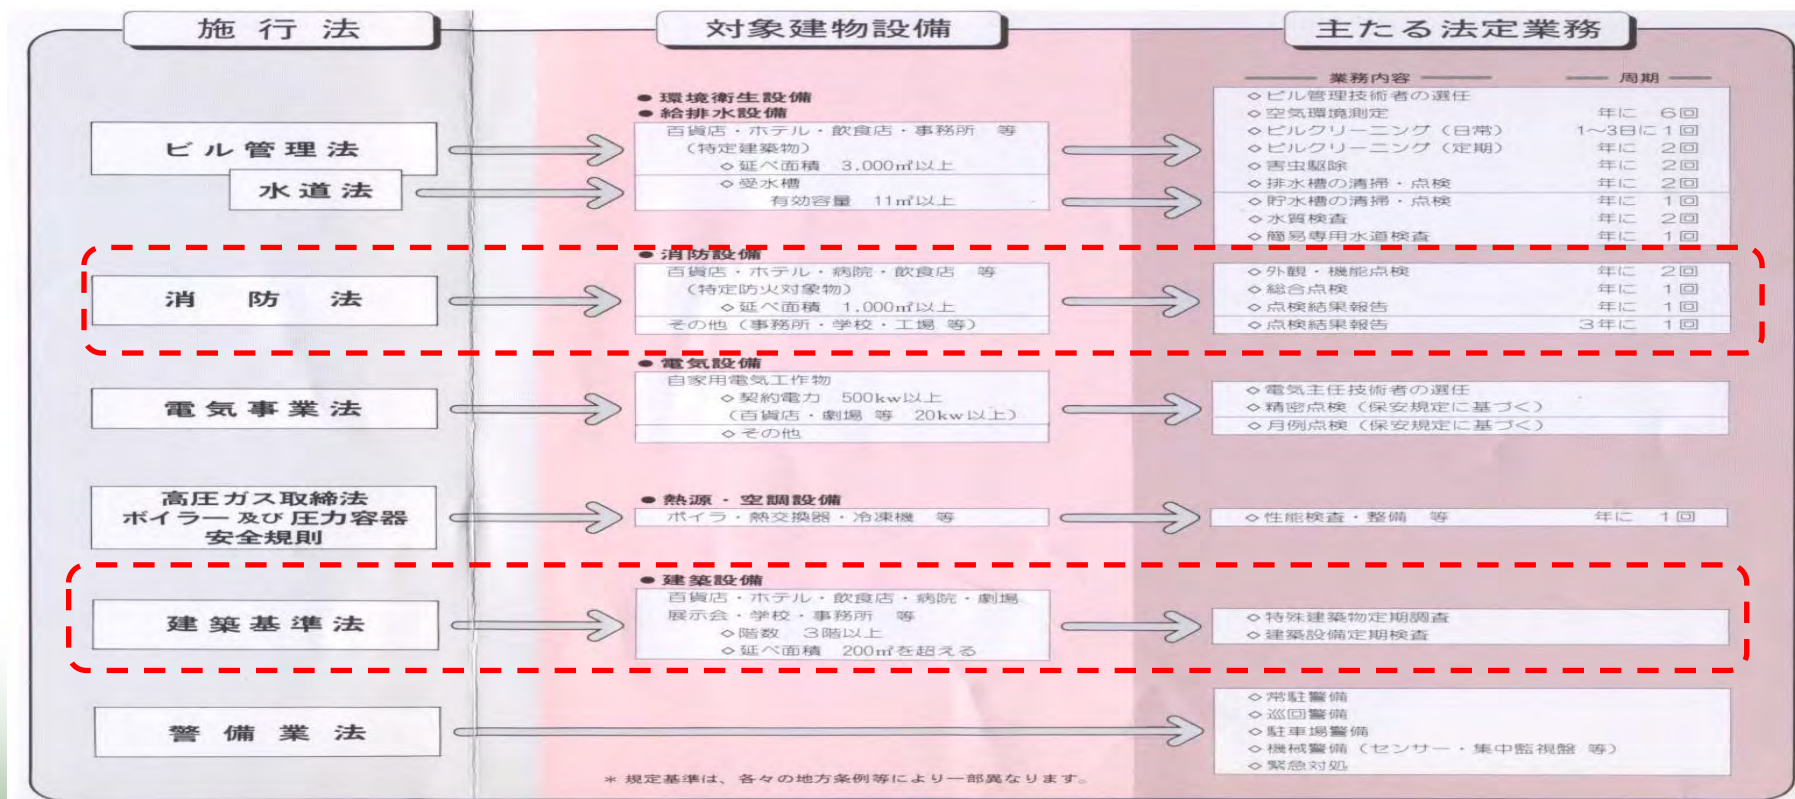 施行法
対象建物設備
主たる法定業務
業務内容
周期
ビル管理法
水道法
●環境衛生設備
●給排水設備
百貨店・ホテル・飲食店・事務所 等
(特定建築物)
◇延べ面積 3,000㎡以上
◇受水槽
有効容量 11㎥以上
◇ビル管理技術者の選任
◇空気環境測定 年に 6回
◇ビルクリーニング(日常) 1〜3日に1回
◇ビルクリーニング(定期) 年に 2回
◇害虫駆除 年に 2回
◇排水槽の清掃・点検 年に 2回
◇貯水槽の清掃・点検 年に 1回
◇水質検査 年に 2回
◇簡易専用水道検査 年に 1回
消防法
●消防設備
百貨店・ホテル・病院・飲食店 等
(特定防火対象物)
◇延べ面積 1,000㎡以上
その他(事務所・学校・工場 等)
◇外観・機能点検 年に 2回
◇総合点検 年に 1回
◇点検結果報告 年に 1回
◇点検結果報告 3年に 1回
電気事業法
●電気設備
自家用電気工作物
◇契約電力 500kw以上
(百貨店・劇場 等 20kw以上)
◇その他
◇電気主任技術者の選任
◇精密点検(保安規定に基づく)
◇月例点検(保安規定に基づく)
高圧ガス取締法
ボイラー及び圧力容器
安全規則
●熱源・空調設備
ボイラ・熱交換器・冷凍機 等
◇性能検査・整備 等 年に 1回
建築基準法
●建築設備
百貨店・ホテル・飲食店・病院・劇場
展示会・学校・事務所 等
◇階数 3階以上
◇延べ面積 200㎡を超える
◇特殊建築物定期調査
◇建築設備定期検査
警備業法
◇常駐警備
◇巡回警備
◇駐車場警備
◇機械警備(センサー・集中監視盤 等)
◇緊急対処
*規定基準は、各々の地方条例等により一部異なります。